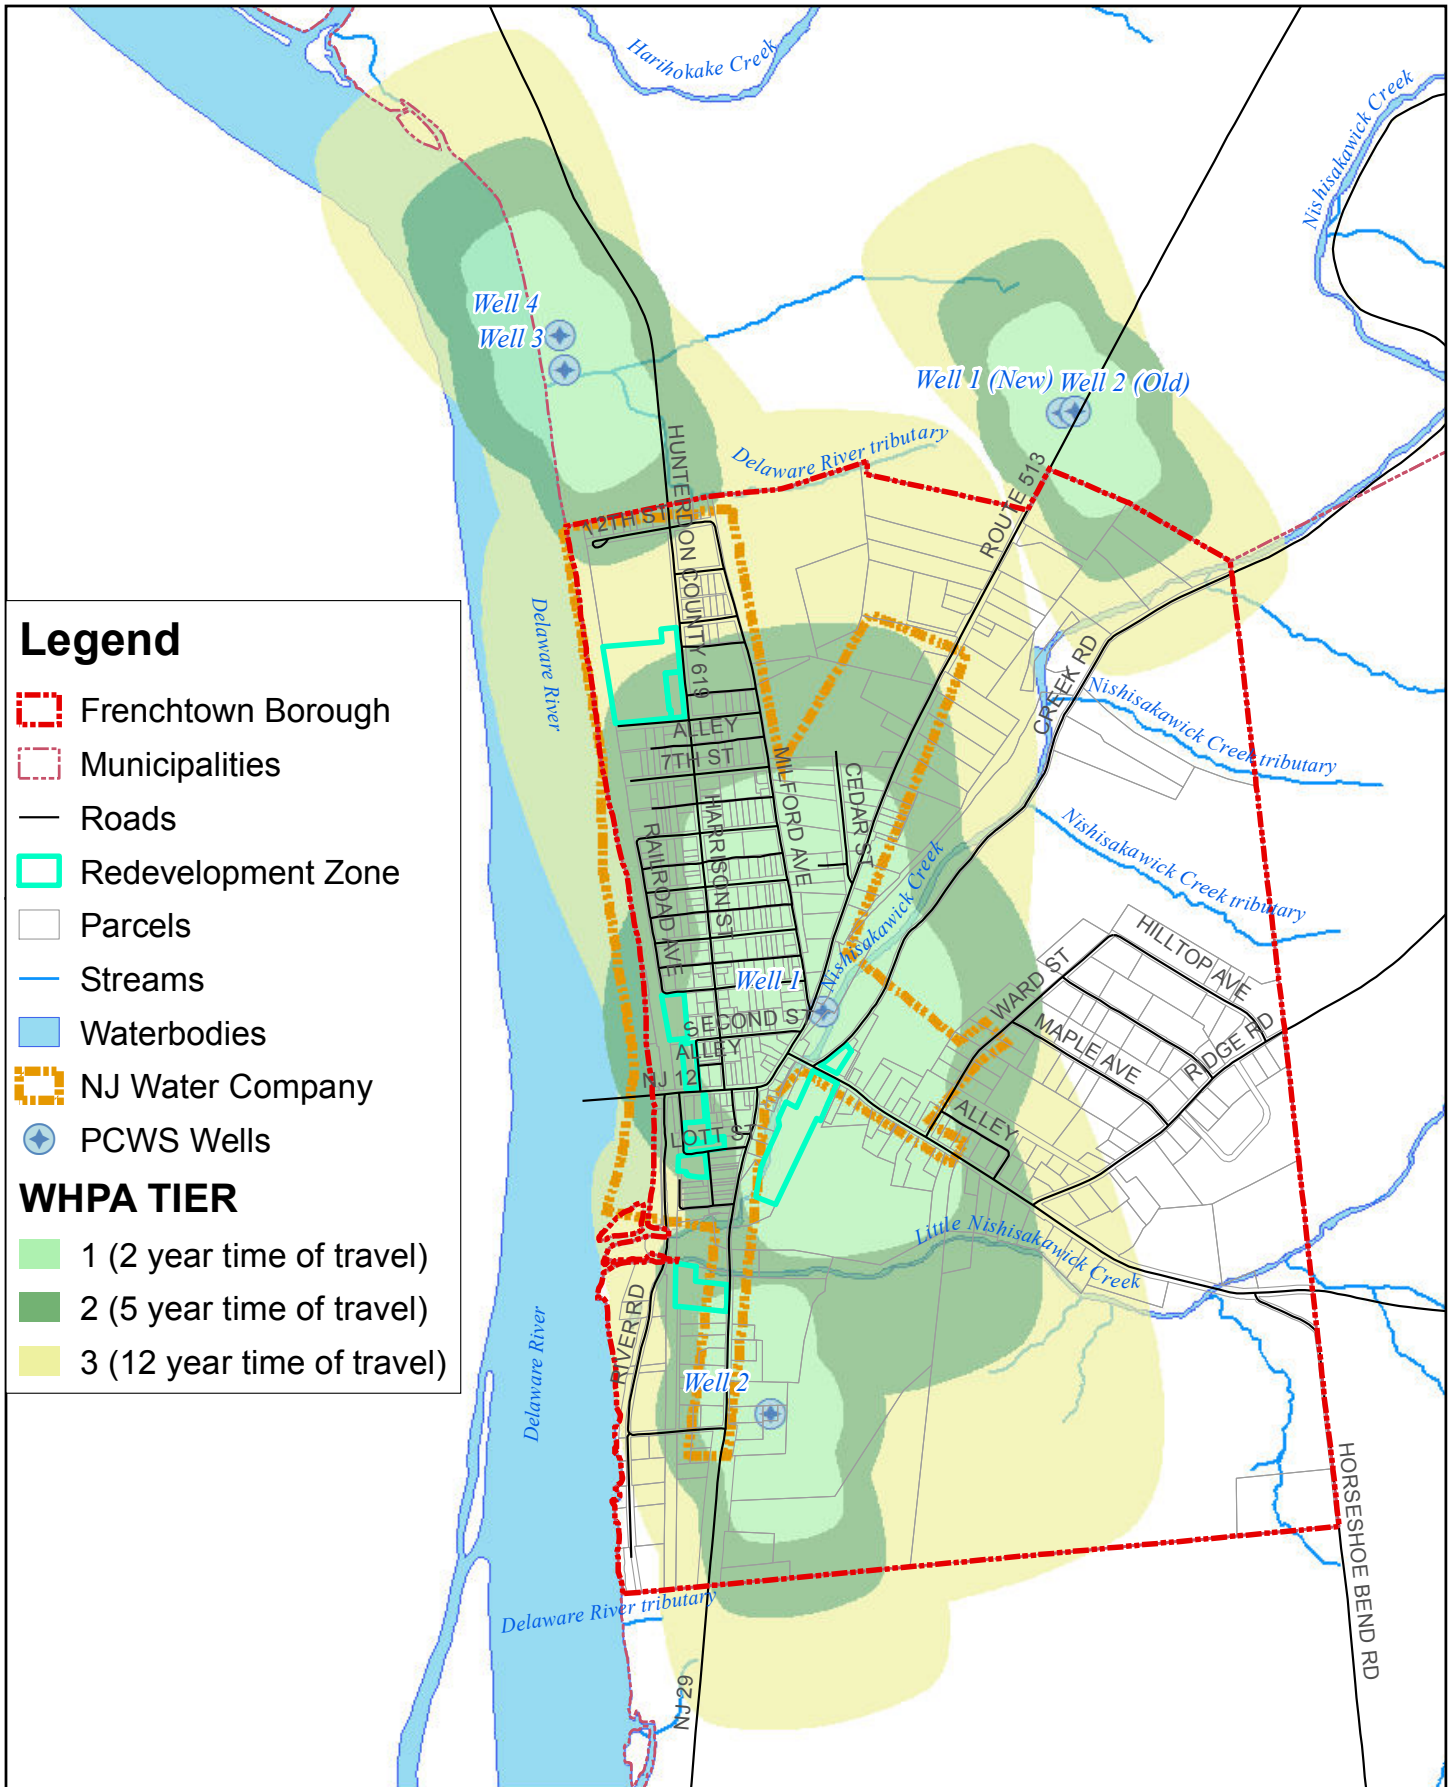 Harihokake Creek
Nishisakawick Creek
Well 4
Well 3
Well 1 (New)
Well 2 (Old)
HUNTERDON COUNTY 619
Delaware River tributary
ROUTE 513
12TH ST
Delaware River
CREEK RD
Nishisakawick Creek tributary
ALLEY
7TH ST
MILFORD AVE
CEDAR ST
HARRISON ST
RAILROAD AVE
Nishisakawick Creek
Nishisakawick Creek tributary
HILLTOP AVE
WARD ST
MAPLE AVE
RIDGE RD
Well 1
SECOND ST
ALLEY
NJ 12
LOTT ST
ALLEY
Little Nishisakawick Creek
RIVER RD
Delaware River
Well 2
HORSESHOE BEND RD
Delaware River tributary
NJ 29
Legend
Frenchtown Borough
Municipalities
Roads
Redevelopment Zone
Parcels
Streams
Waterbodies
NJ Water Company
PCWS Wells
WHPA TIER
1 (2 year time of travel)
2 (5 year time of travel)
3 (12 year time of travel)